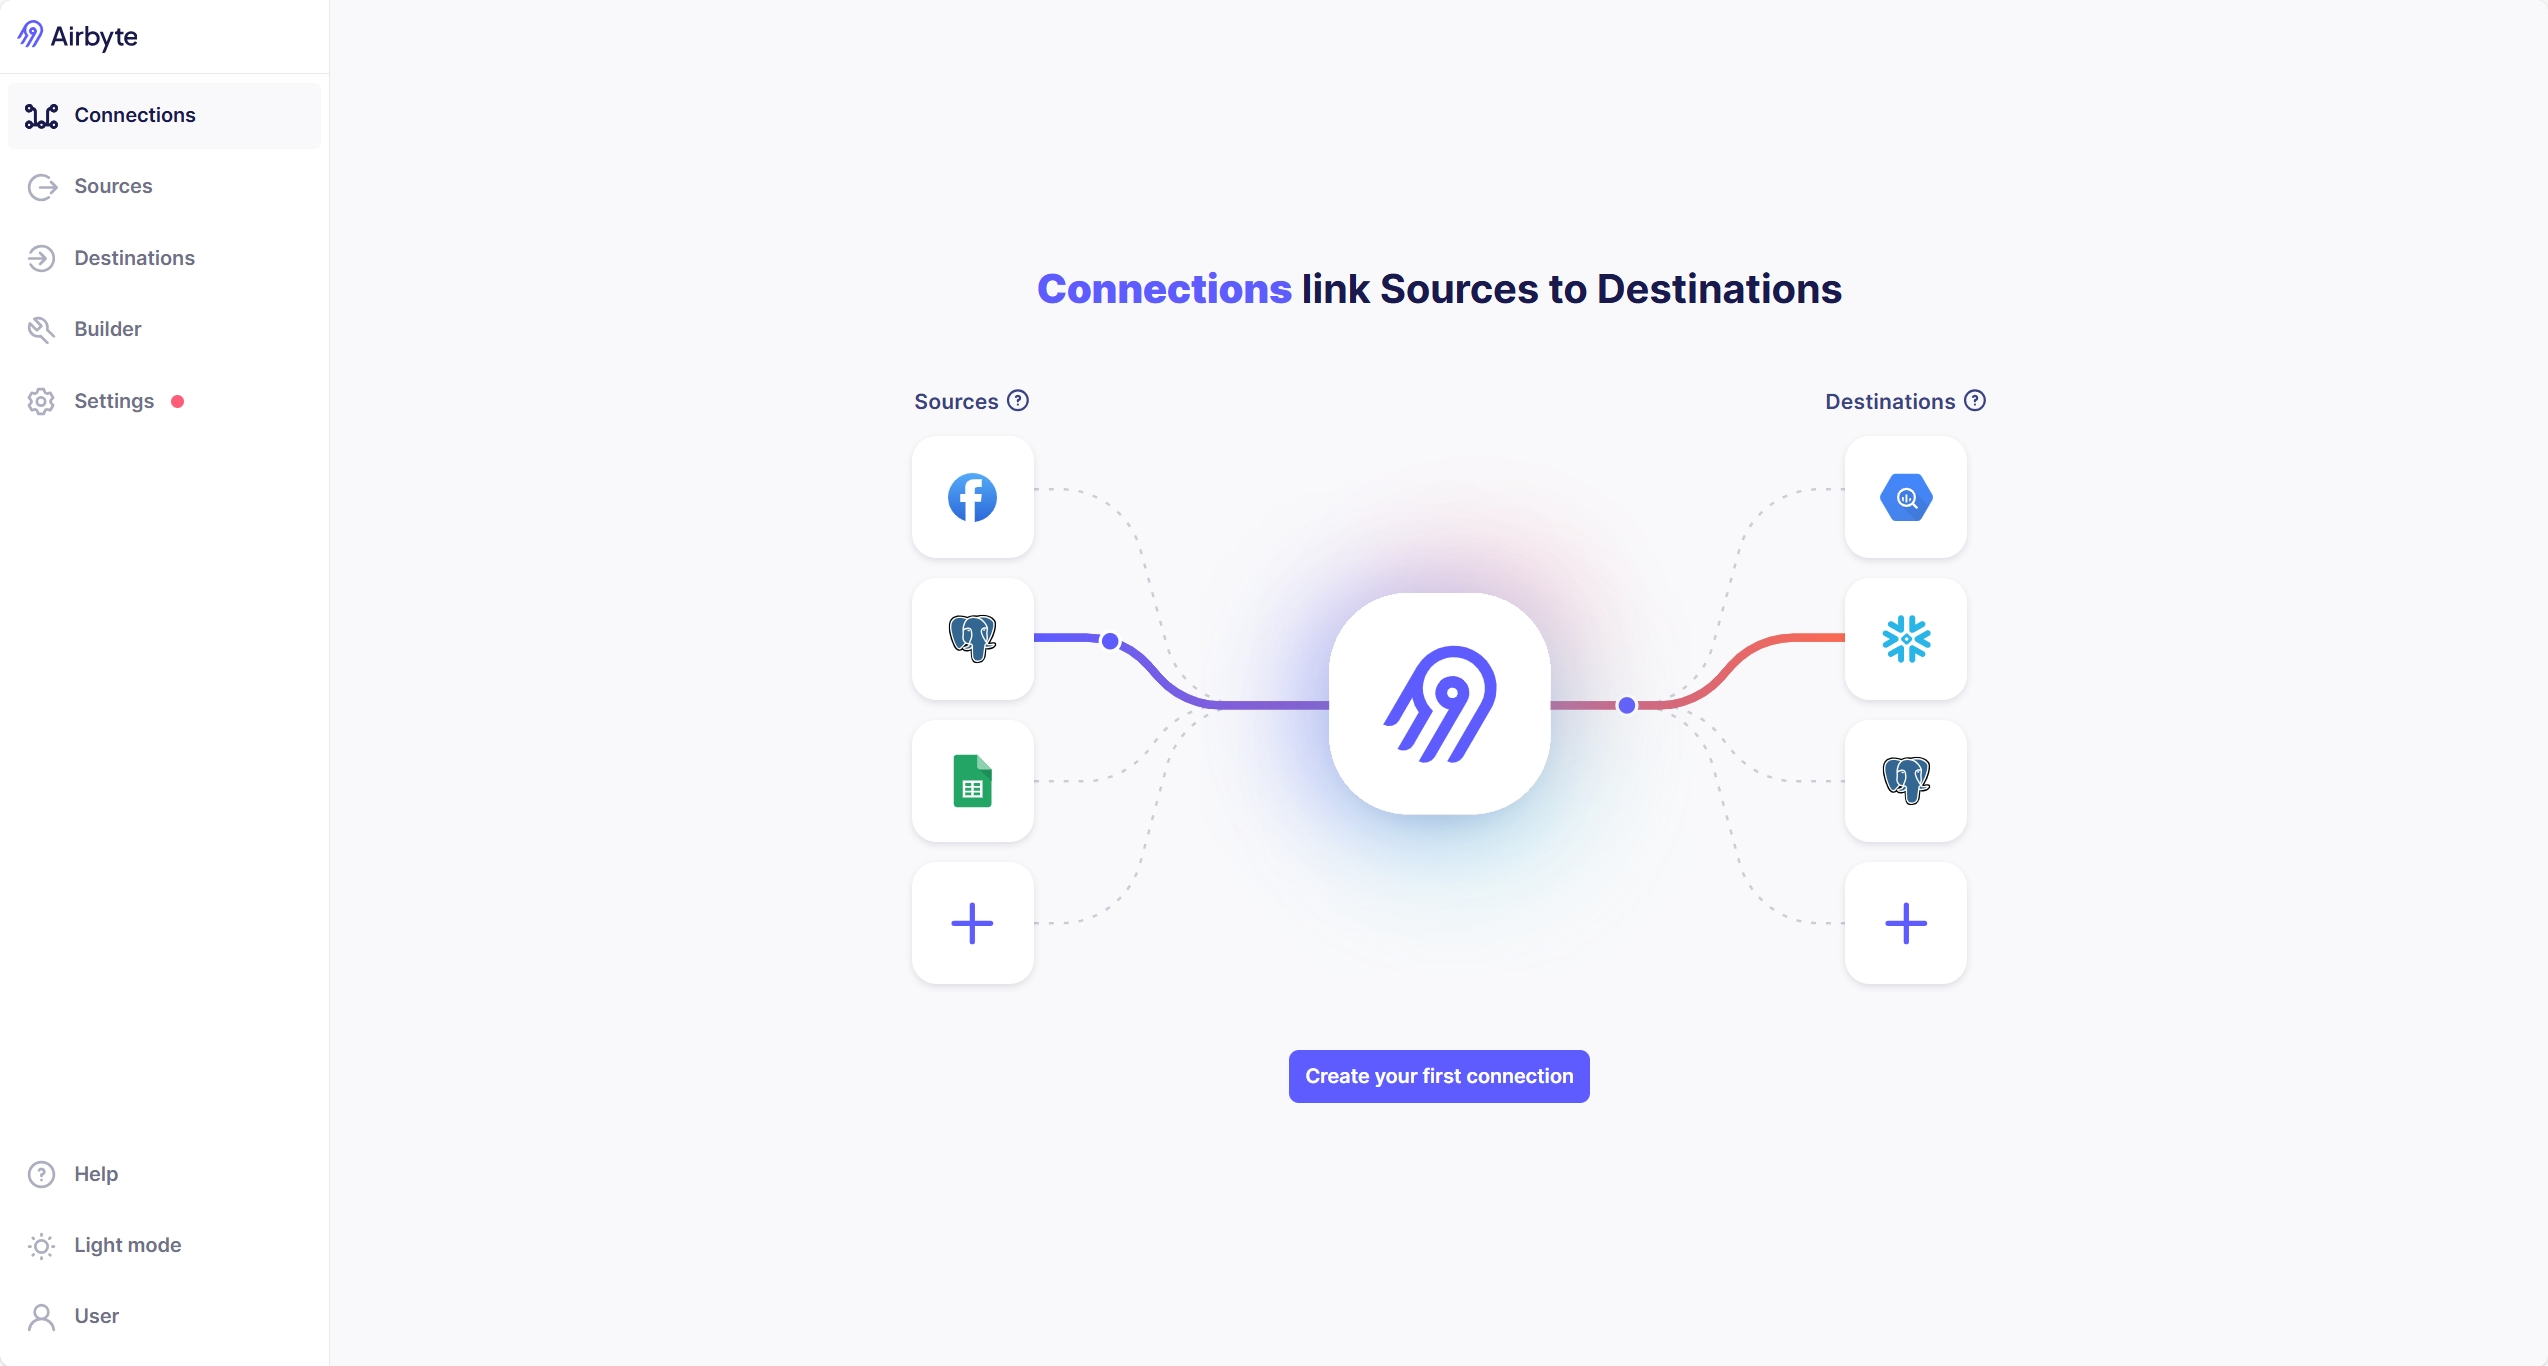 Airbyte
Connections
Sources
Destinations
Builder
Settings
Connections link Sources to Destinations
Sources
Destinations
Create your first connection
Help
Light mode
User